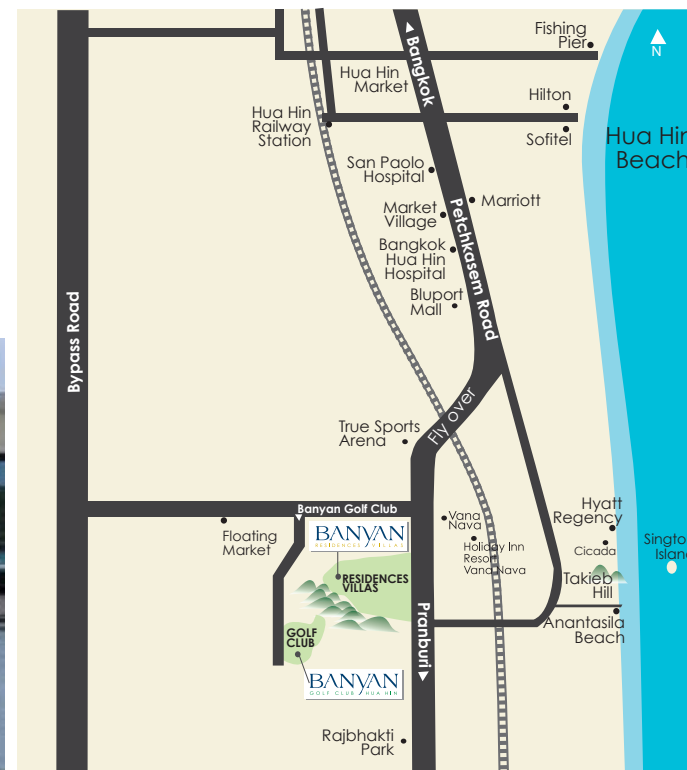 Fishing
Pier
N
Bangkok
Hua Hin
Market
Hilton
Hua Hin
Railway
Station
Sofitel
Hua Hin
Beach
San Paolo
Hospital
Marriott
Market
Village
Petchkasem Road
Bangkok
Hua Hin
Hospital
Bluport
Mall
Bypass Road
Fly over
True Sports
Arena
Banyan Golf Club
Hyatt
Regency
Vana
Nava
Floating
Market
BANYAN
RESIDENCES VILLAS
Holiday Inn
Resort
Vana Nava
Cicada
Singto
Island
RESIDENCES
VILLAS
Takieb
Hill
Pranburi
Anantasila
Beach
GOLF
CLUB
BANYAN
GOLF CLUB HUA HIN
Rajbhakti
Park